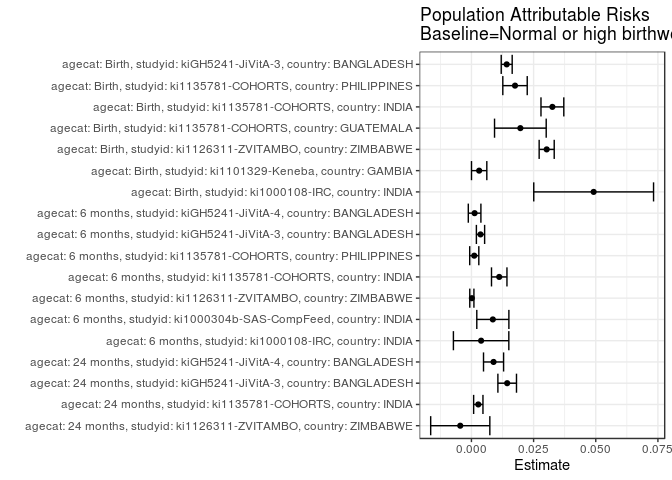 Population Attributable Risks
Baseline=Normal or high birthw
agecat: Birth, studyid: kiGH5241-JiVitA-3, country: BANGLADESH
agecat: Birth, studyid: ki1135781-COHORTS, country: PHILIPPINES
agecat: Birth, studyid: ki1135781-COHORTS, country: INDIA
agecat: Birth, studyid: ki1135781-COHORTS, country: GUATEMALA
agecat: Birth, studyid: ki1126311-ZVITAMBO, country: ZIMBABWE
agecat: Birth, studyid: ki1101329-Keneba, country: GAMBIA
agecat: Birth, studyid: ki1000108-IRC, country: INDIA
agecat: 6 months, studyid: kiGH5241-JiVitA-4, country: BANGLADESH
agecat: 6 months, studyid: kiGH5241-JiVitA-3, country: BANGLADESH
agecat: 6 months, studyid: ki1135781-COHORTS, country: PHILIPPINES
agecat: 6 months, studyid: ki1135781-COHORTS, country: INDIA
agecat: 6 months, studyid: ki1126311-ZVITAMBO, country: ZIMBABWE
agecat: 6 months, studyid: ki1000304b-SAS-CompFeed, country: INDIA
agecat: 6 months, studyid: ki1000108-IRC, country: INDIA
agecat: 24 months, studyid: kiGH5241-JiVitA-4, country: BANGLADESH
agecat: 24 months, studyid: kiGH5241-JiVitA-3, country: BANGLADESH
agecat: 24 months, studyid: ki1135781-COHORTS, country: INDIA
agecat: 24 months, studyid: ki1126311-ZVITAMBO, country: ZIMBABWE
0.000 0.025 0.050 0.075
Estimate